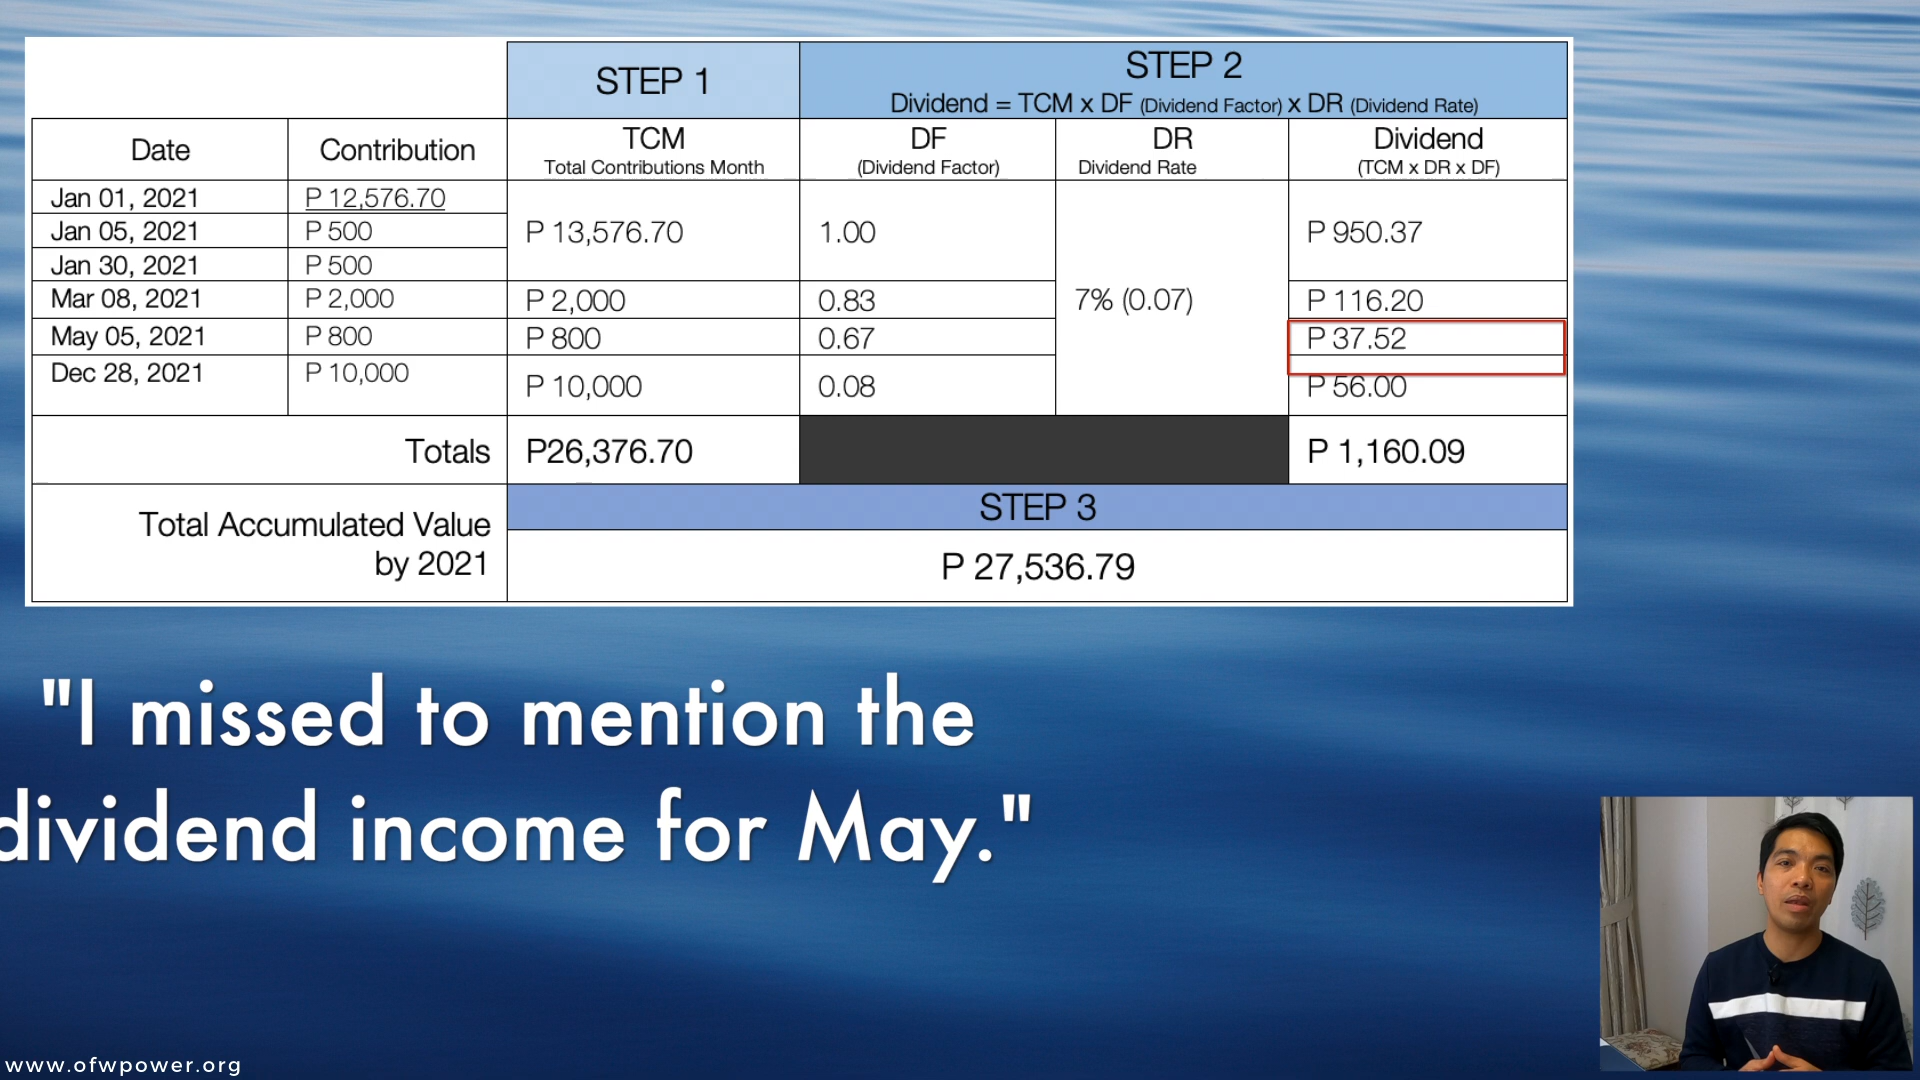 STEP 1
STEP 2
Dividend = TCM x DF (Dividend Factor) x DR (Dividend Rate)
Date
Contribution
TCM
Total Contributions Month
DF
(Dividend Factor)
DR
Dividend Rate
Dividend
(TCM x DR x DF)
Jan 01, 2021
P 12,576.70
Jan 05, 2021
P 500
Jan 30, 2021
P 500
P 13,576.70
1.00
P 950.37
Mar 08, 2021
P 2,000
P 2,000
0.83
7% (0.07)
P 116.20
May 05, 2021
P 800
P 800
0.67
P 37.52
Dec 28, 2021
P 10,000
P 10,000
0.08
P 56.00
Totals
P26,376.70
P 1,160.09
Total Accumulated Value
by 2021
STEP 3
P 27,536.79
"I missed to mention the
dividend income for May."
www.ofwpower.org